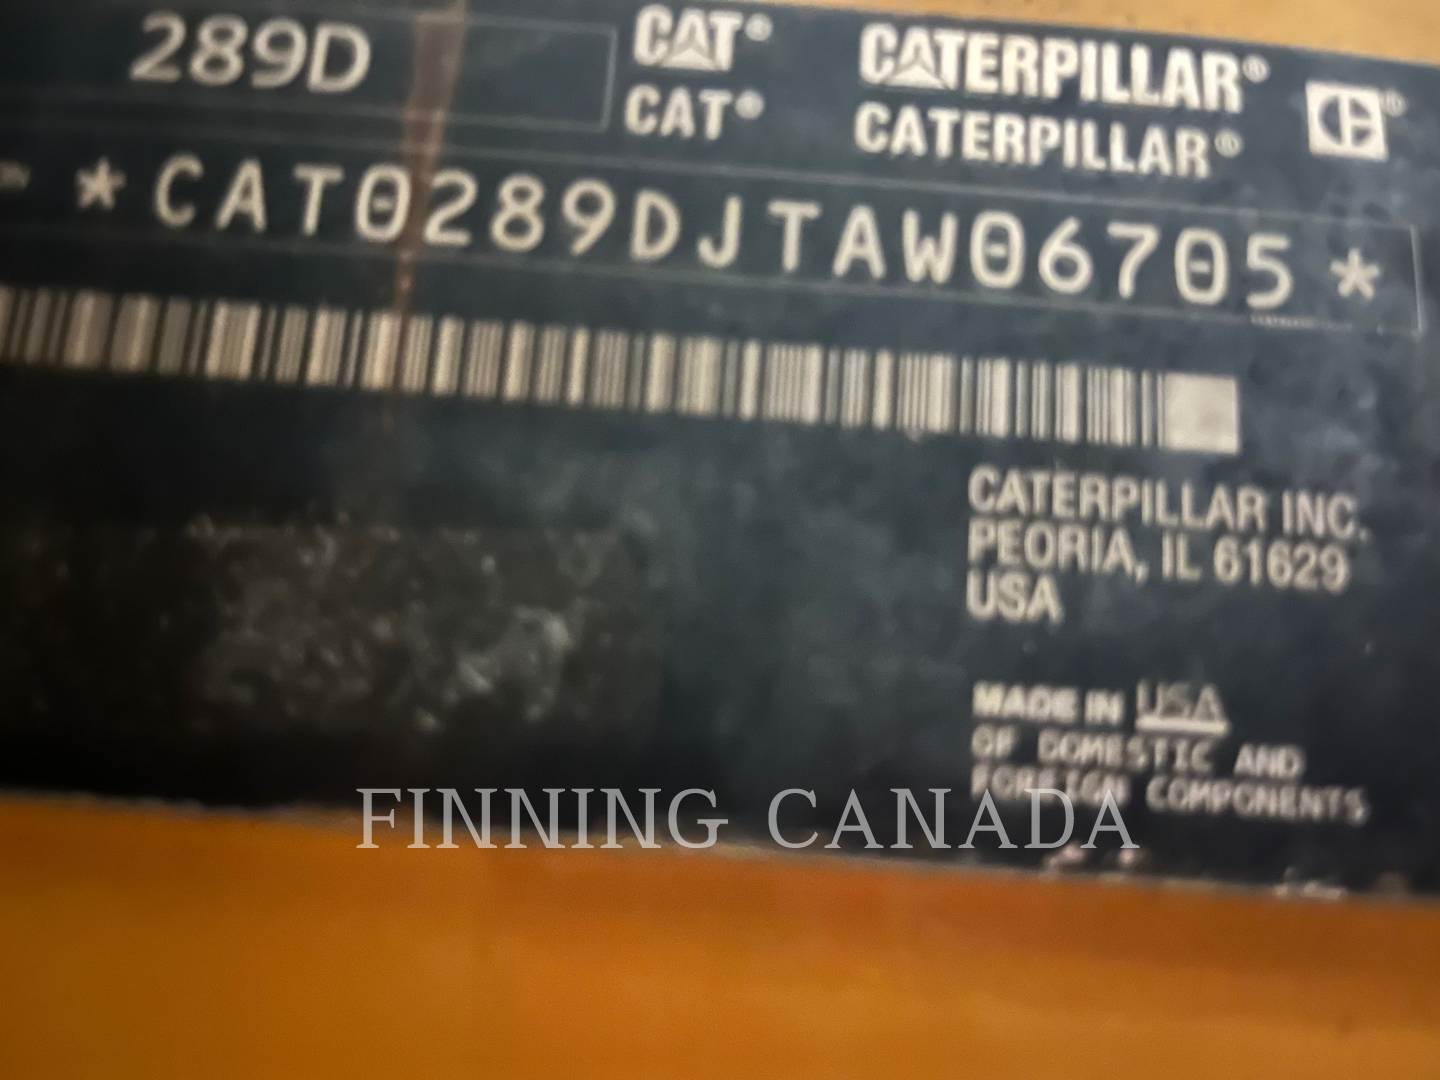 289D
CAT® CATERPILLAR®
CAT® CATERPILLAR®
*CAT0289DJTAW06705*
CATERPILLAR INC.
PEORIA, IL 61629
USA
MADE IN USA
OF DOMESTIC AND
FOREIGN COMPONENTS
FINNING CANADA